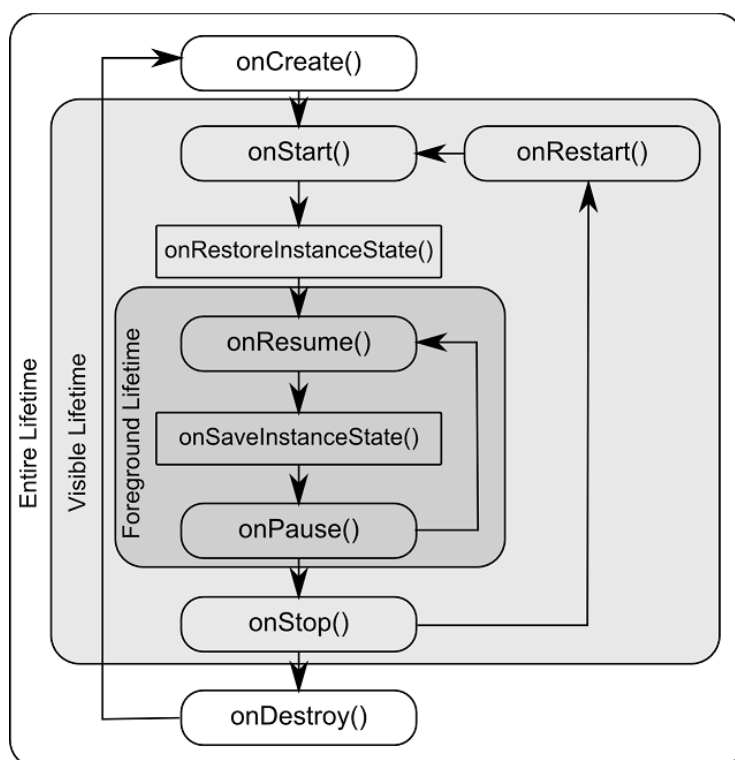 onCreate()
onStart()
onRestart()
onRestoreInstanceState()
onResume()
onSaveInstanceState()
onPause()
onStop()
onDestroy()
Entire Lifetime
Visible Lifetime
Foreground Lifetime